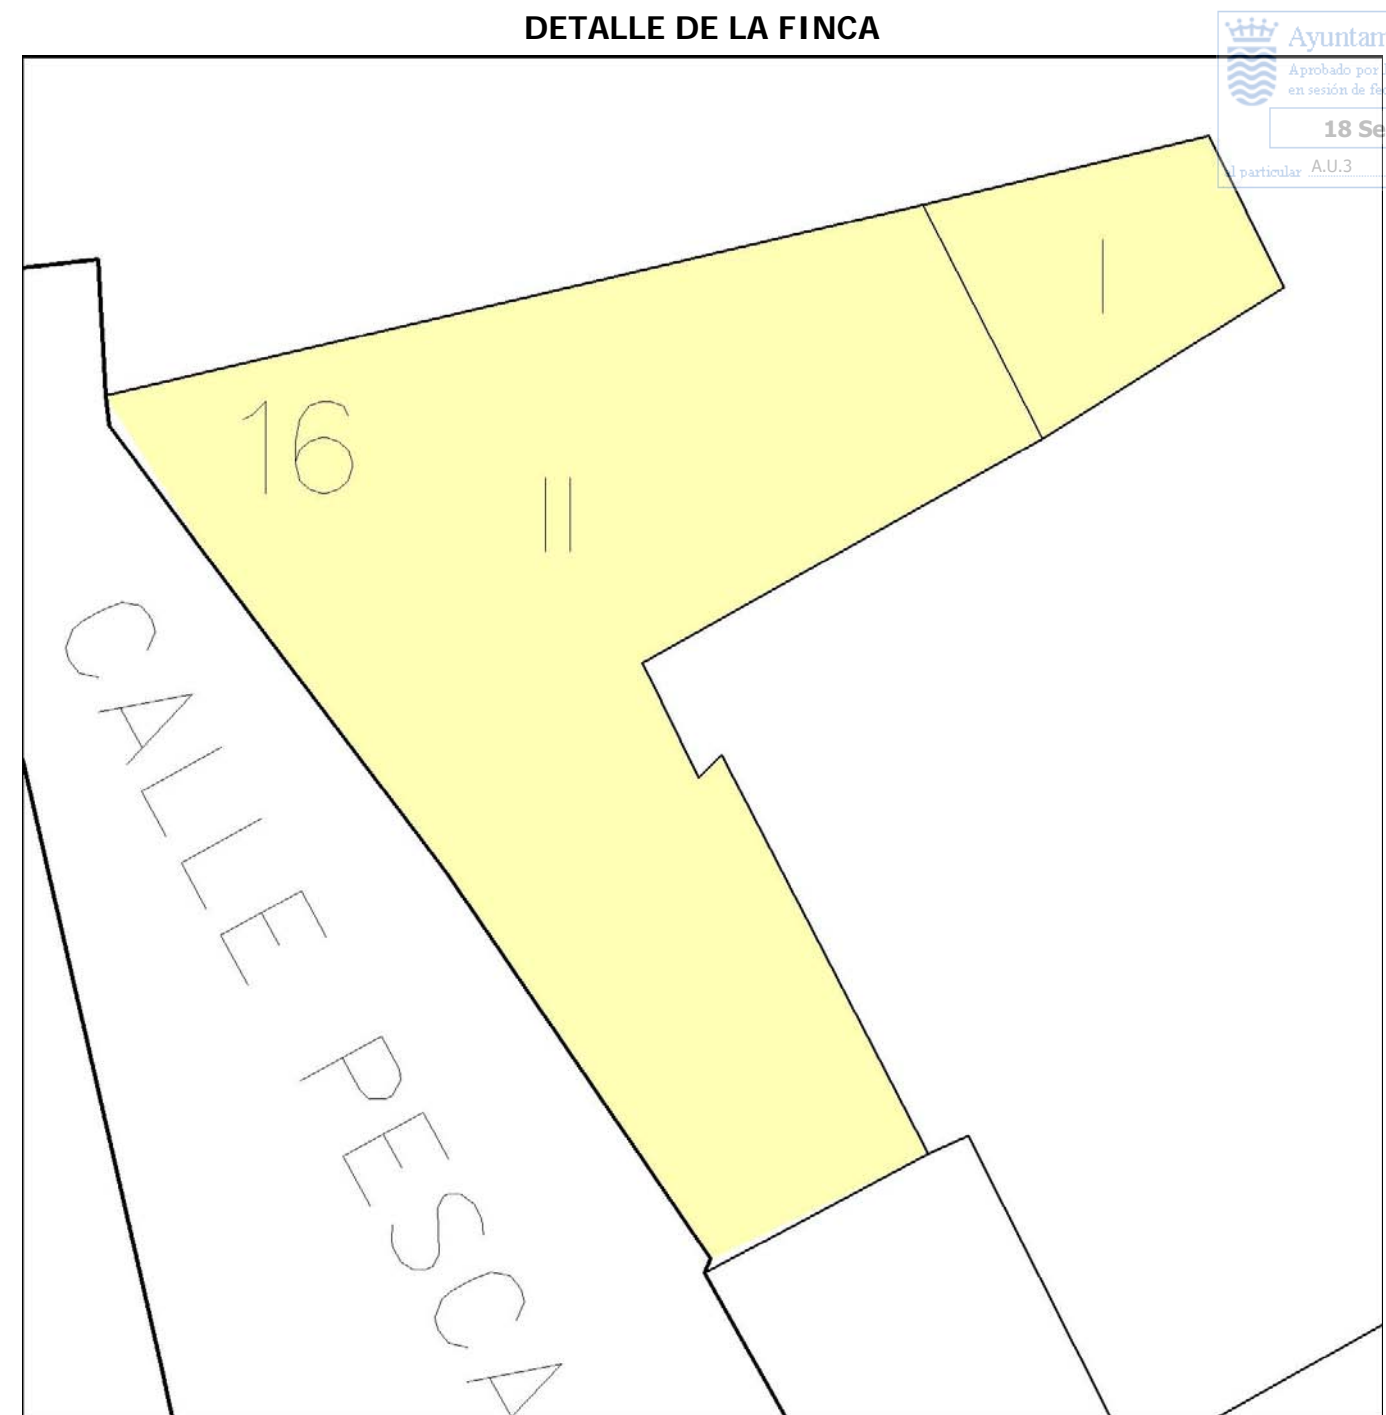 DETALLE DE LA FINCA
Ayuntam
Aprobado por
en sesión de fe
18 Se
particular A.U.3
I
16
II
CALLE PESCA